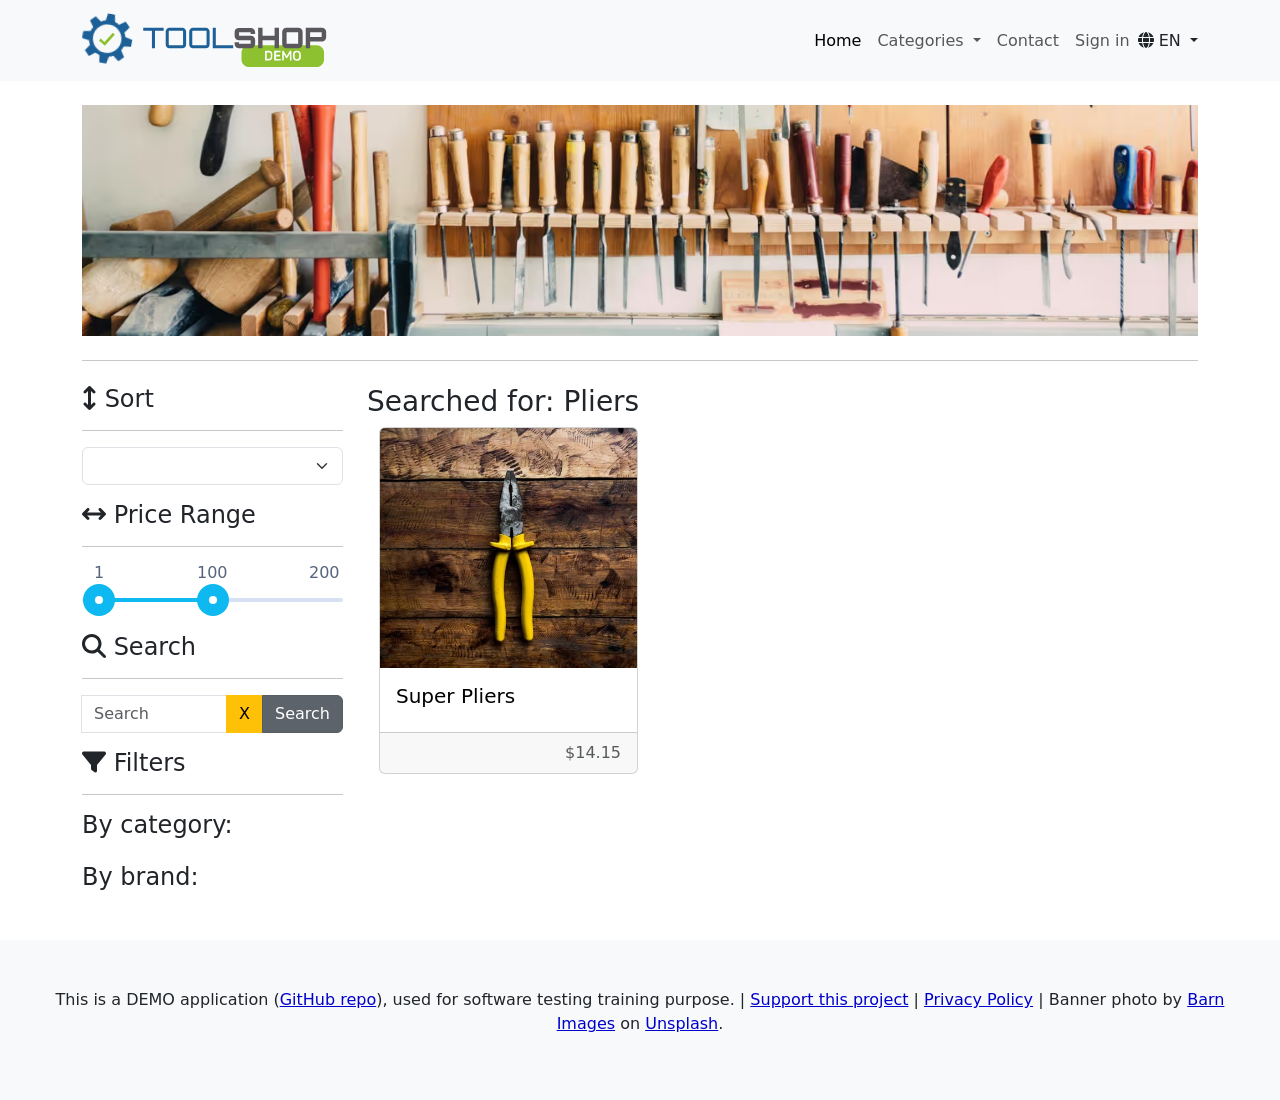 TOOLSHOP
DEMO
Home Categories Contact Sign in EN
Sort
Price Range
1 100 200
Search
Search X Search
Filters
By category:
By brand:
Searched for: Pliers
Super Pliers
$14.15
This is a DEMO application (GitHub repo), used for software testing training purpose. | Support this project | Privacy Policy | Banner photo by Barn
Images on Unsplash.